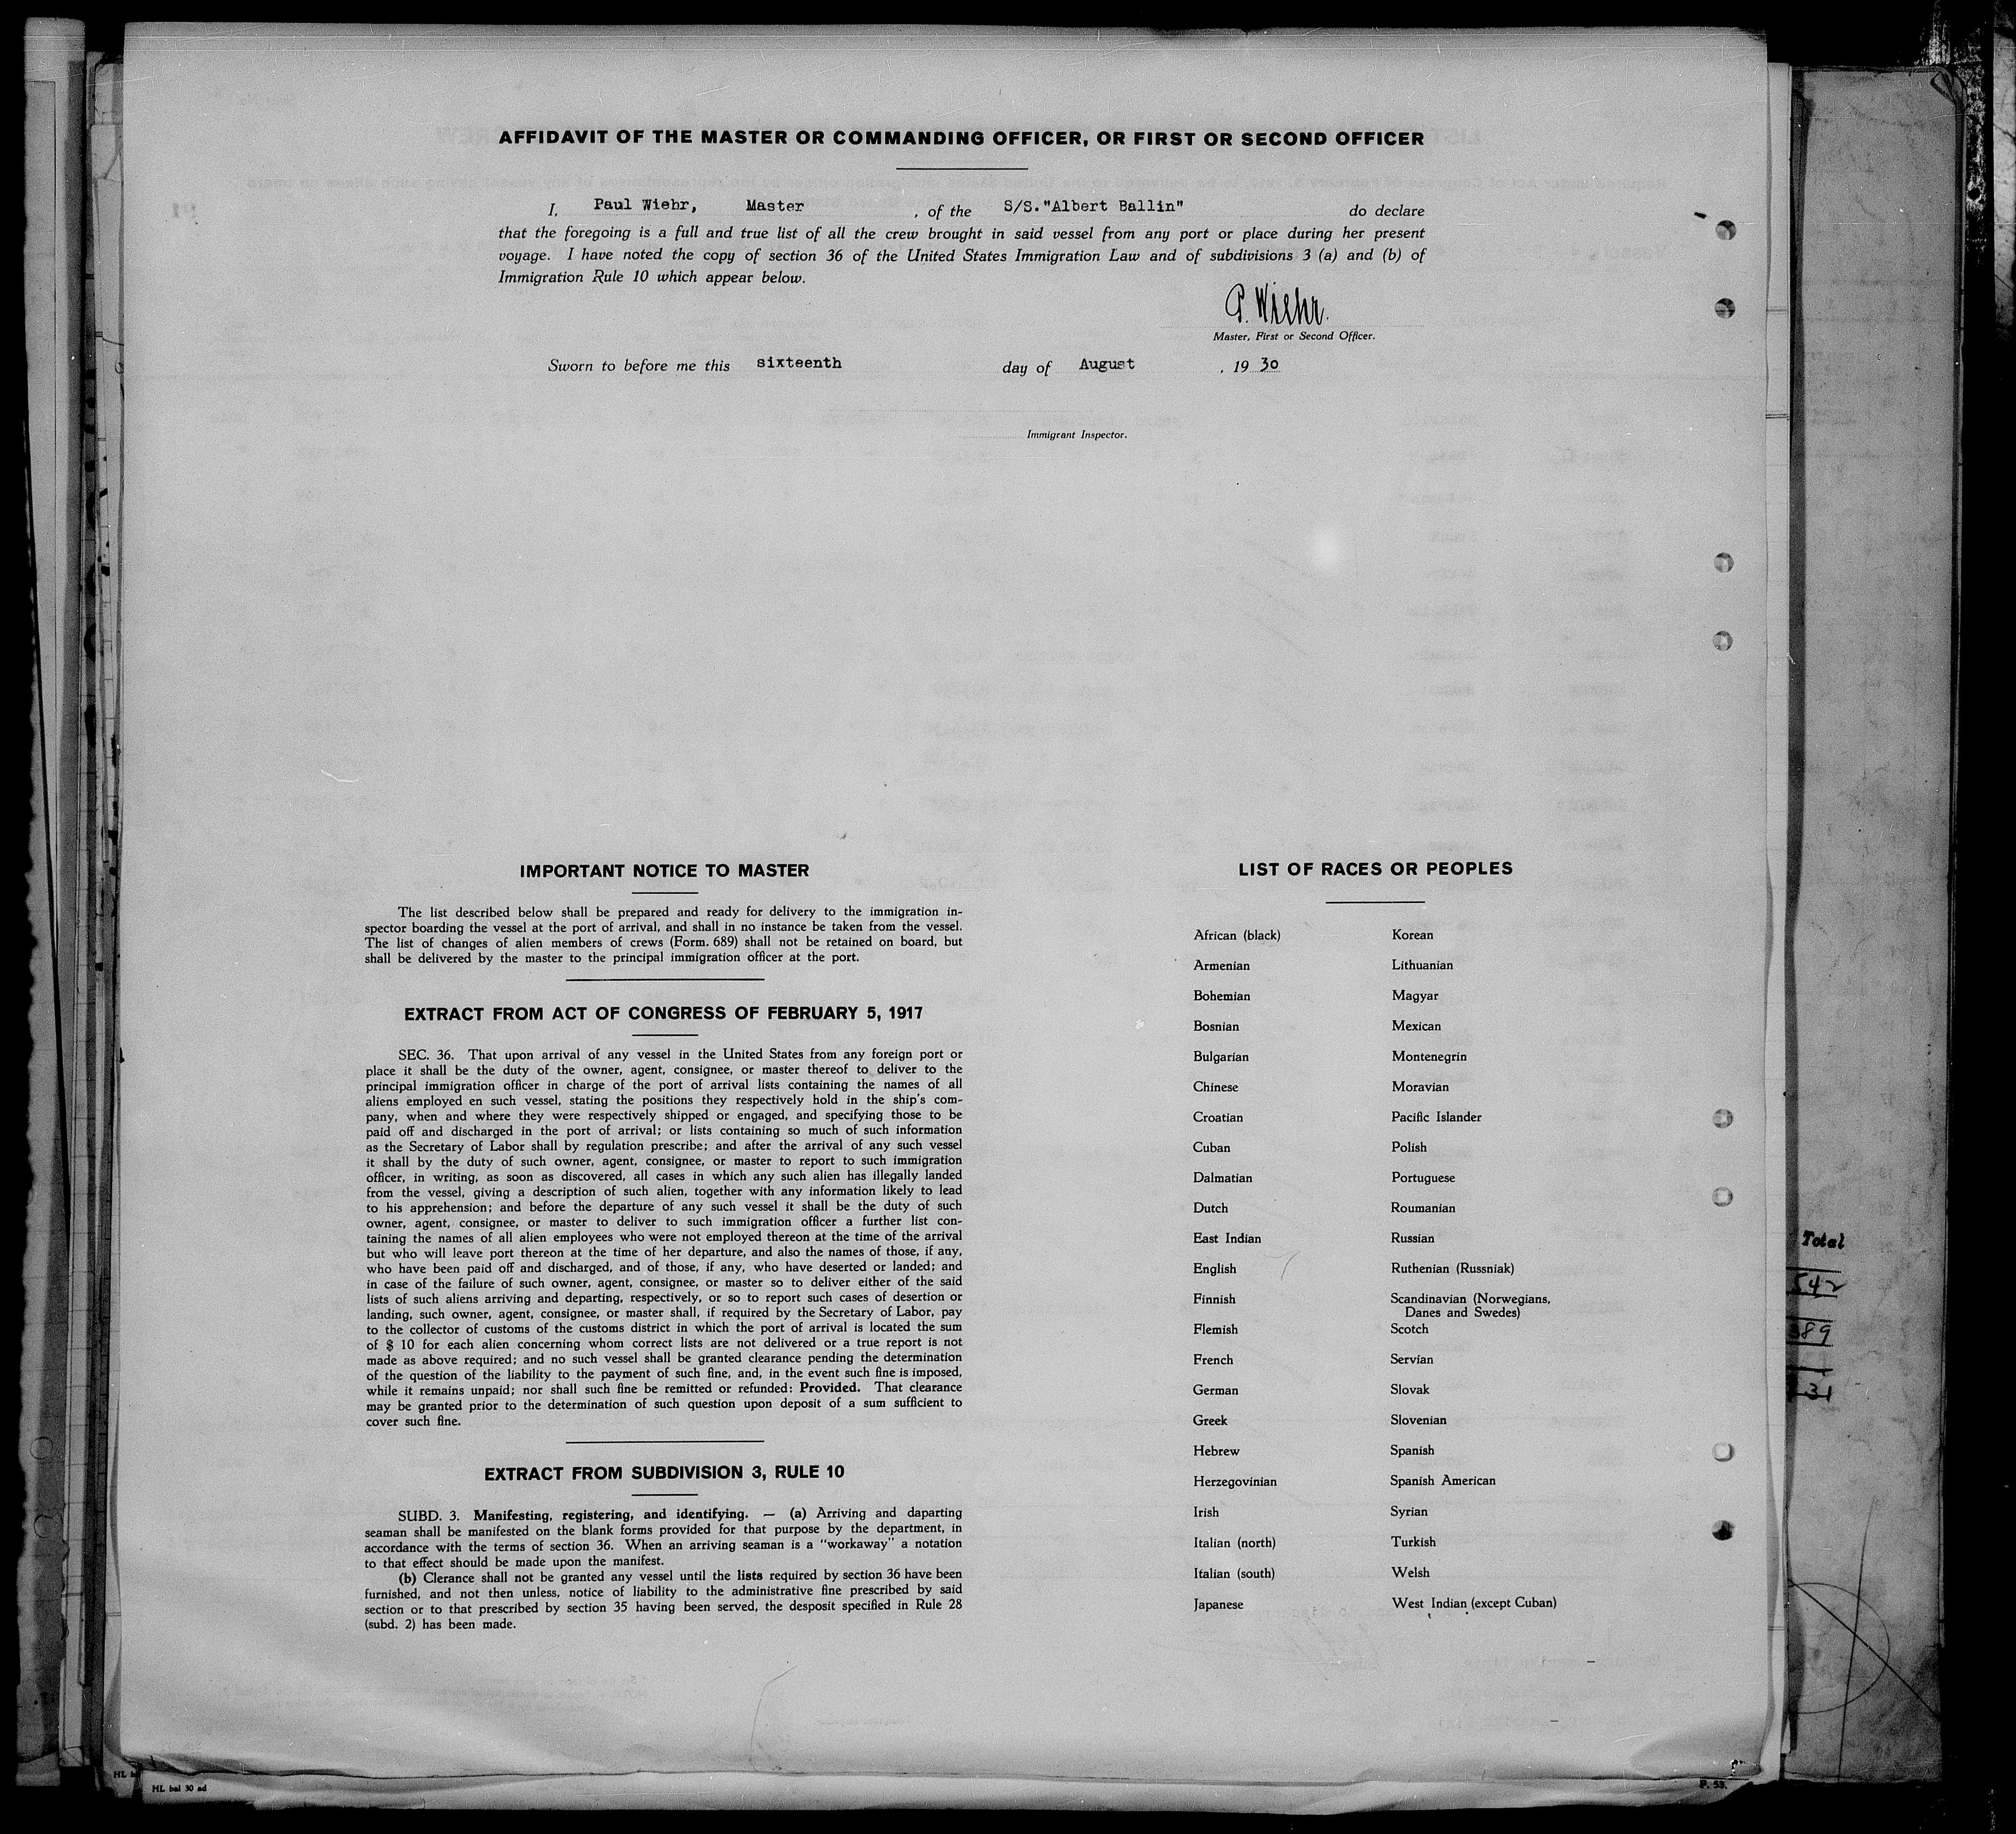 AFFIDAVIT OF THE MASTER OR COMMANDING OFFICER, OR FIRST OR SECOND OFFICER
I, Paul Wiehr, Master , of the S/S."Albert Ballin" do declare
that the foregoing is a full and true list of all the crew brought in said vessel from any port or place during her present
voyage. I have noted the copy of section 36 of the United States Immigration Law and of subdivisions 3 (a) and (b) of
Immigration Rule 10 which appear below.
P. Wiehr.
Master, First or Second Officer.
Sworn to before me this sixteenth day of August , 19 30
Immigrant Inspector.
IMPORTANT NOTICE TO MASTER
The list described below shall be prepared and ready for delivery to the immigration in-
spector boarding the vessel at the port of arrival, and shall in no instance be taken from the vessel.
The list of changes of alien members of crews (Form. 689) shall not be retained on board, but
shall be delivered by the master to the principal immigration officer at the port.
EXTRACT FROM ACT OF CONGRESS OF FEBRUARY 5, 1917
SEC. 36. That upon arrival of any vessel in the United States from any foreign port or
place it shall be the duty of the owner, agent, consignee, or master thereof to deliver to the
principal immigration officer in charge of the port of arrival lists containing the names of all
aliens employed en such vessel, stating the positions they respectively hold in the ship's com-
pany, when and where they were respectively shipped or engaged, and specifying those to be
paid off and discharged in the port of arrival; or lists containing so much of such information
as the Secretary of Labor shall by regulation prescribe; and after the arrival of any such vessel
it shall by the duty of such owner, agent, consignee, or master to report to such immigration
officer, in writing, as soon as discovered, all cases in which any such alien has illegally landed
from the vessel, giving a description of such alien, together with any information likely to lead
to his apprehension; and before the departure of any such vessel it shall be the duty of such
owner, agent, consignee, or master to deliver to such immigration officer a further list con-
taining the names of all alien employees who were not employed thereon at the time of the arrival
but who will leave port thereon at the time of her departure, and also the names of those, if any,
who have been paid off and discharged, and of those, if any, who have deserted or landed; and
in case of the failure of such owner, agent, consignee, or master so to deliver either of the said
lists of such aliens arriving and departing, respectively, or so to report such cases of desertion or
landing, such owner, agent, consignee, or master shall, if required by the Secretary of Labor, pay
to the collector of customs of the customs district in which the port of arrival is located the sum
of $ 10 for each alien concerning whom correct lists are not delivered or a true report is not
made as above required; and no such vessel shall be granted clearance pending the determination
of the question of the liability to the payment of such fine, and, in the event such fine is imposed,
while it remains unpaid; nor shall such fine be remitted or refunded: Provided. That clearance
may be granted prior to the determination of such question upon deposit of a sum sufficient to
cover such fine.
EXTRACT FROM SUBDIVISION 3, RULE 10
SUBD. 3. Manifesting, registering, and identifying. — (a) Arriving and daparting
seaman shall be manifested on the blank forms provided for that purpose by the department, in
accordance with the terms of section 36. When an arriving seaman is a "workaway" a notation
to that effect should be made upon the manifest.
(b) Clerance shall not be granted any vessel until the lists required by section 36 have been
furnished, and not then unless, notice of liability to the administrative fine prescribed by said
section or to that prescribed by section 35 having been served, the desposit specified in Rule 28
(subd. 2) has been made.
LIST OF RACES OR PEOPLES
African (black)
Armenian
Bohemian
Bosnian
Bulgarian
Chinese
Croatian
Cuban
Dalmatian
Dutch
East Indian
English
Finnish
Flemish
French
German
Greek
Hebrew
Herzegovinian
Irish
Italian (north)
Italian (south)
Japanese
Korean
Lithuanian
Magyar
Mexican
Montenegrin
Moravian
Pacific Islander
Polish
Portuguese
Roumanian
Russian
Ruthenian (Russniak)
Scandinavian (Norwegians,
Danes and Swedes)
Scotch
Servian
Slovak
Slovenian
Spanish
Spanish American
Syrian
Turkish
Welsh
West Indian (except Cuban)
Total
542
389
HL bal 30 ad
P. 53.